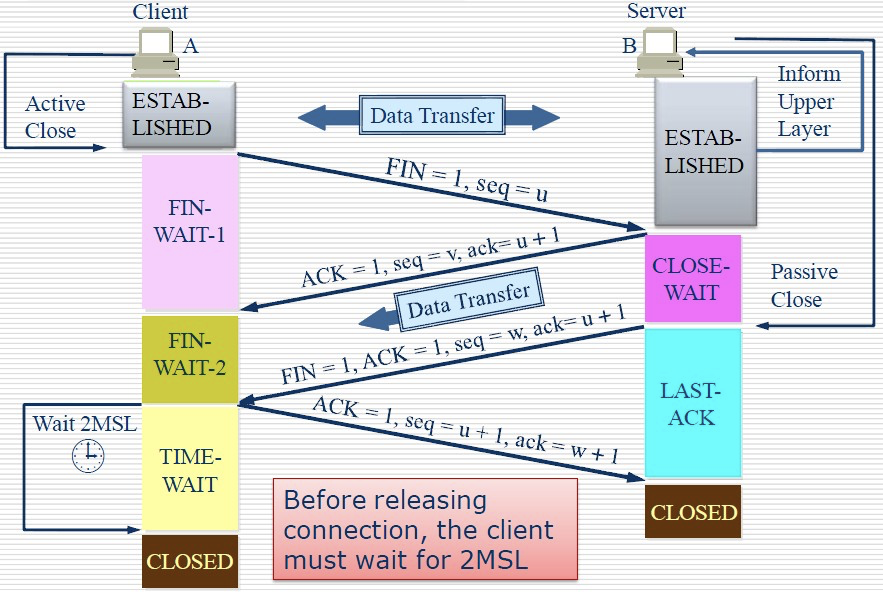 Client
Server
A
B
Active
Close
ESTAB-
LISHED
Data Transfer
ESTAB-
LISHED
Inform
Upper
Layer
FIN = 1, seq = u
FIN-
WAIT-1
ACK = 1, seq = v, ack= u + 1
CLOSE-
WAIT
Passive
Close
Data Transfer
FIN-
WAIT-2
FIN = 1, ACK = 1, seq = w, ack= u + 1
LAST-
ACK
Wait 2MSL
ACK = 1, seq = u + 1, ack = w + 1
TIME-
WAIT
Before releasing
connection, the client
must wait for 2MSL
CLOSED
CLOSED